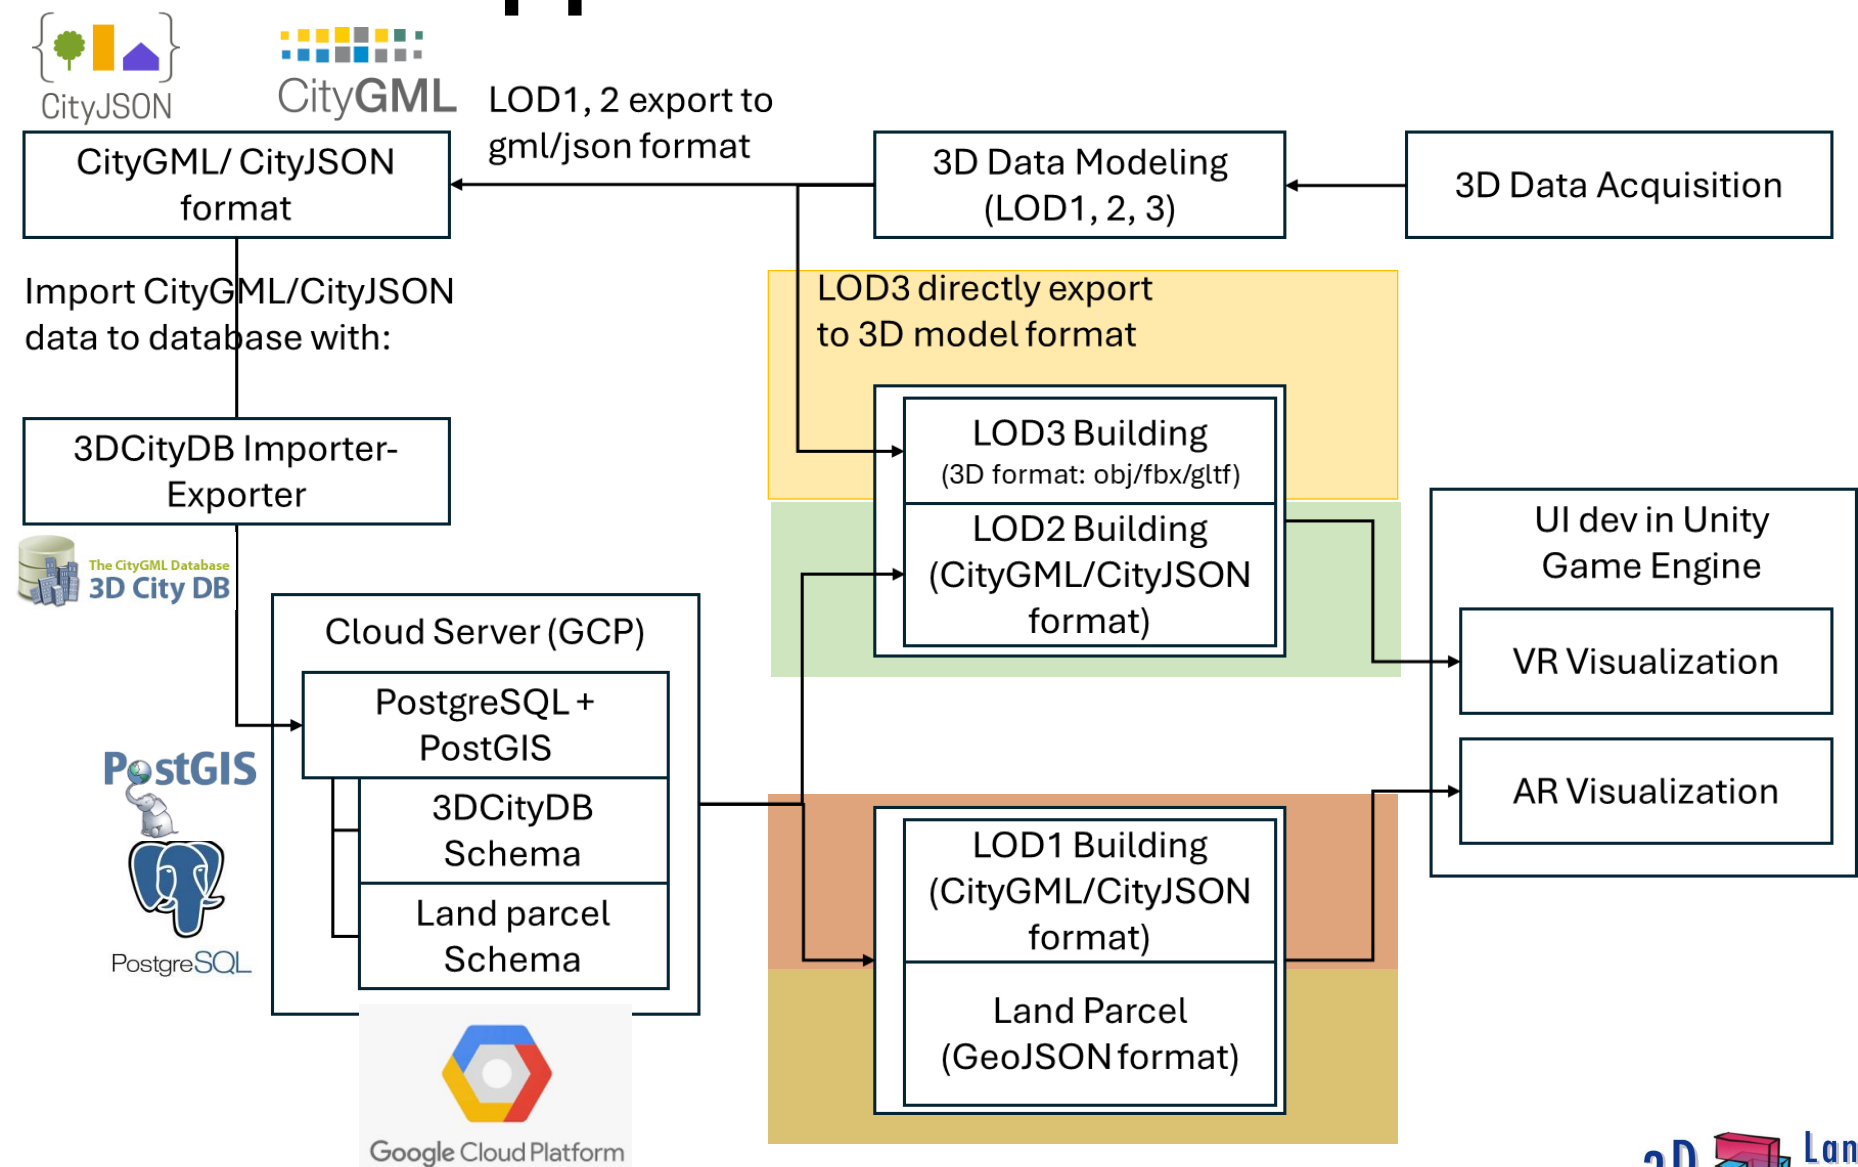 CityJSON
CityGML
LOD1, 2 export to
gml/json format
CityGML/ CityJSON
format
3D Data Modeling
(LOD1, 2, 3)
3D Data Acquisition
Import CityGML/CityJSON
data to database with:
LOD3 directly export
to 3D model format
3DCityDB Importer-
Exporter
LOD3 Building
(3D format: obj/fbx/gltf)
LOD2 Building
(CityGML/CityJSON
format)
UI dev in Unity
Game Engine
VR Visualization
AR Visualization
The CityGML Database
3D City DB
Cloud Server (GCP)
PostgreSQL +
PostGIS
3DCityDB
Schema
Land parcel
Schema
PostGIS
PostgreSQL
LOD1 Building
(CityGML/CityJSON
format)
Land Parcel
(GeoJSON format)
Google Cloud Platform
3D
Lan